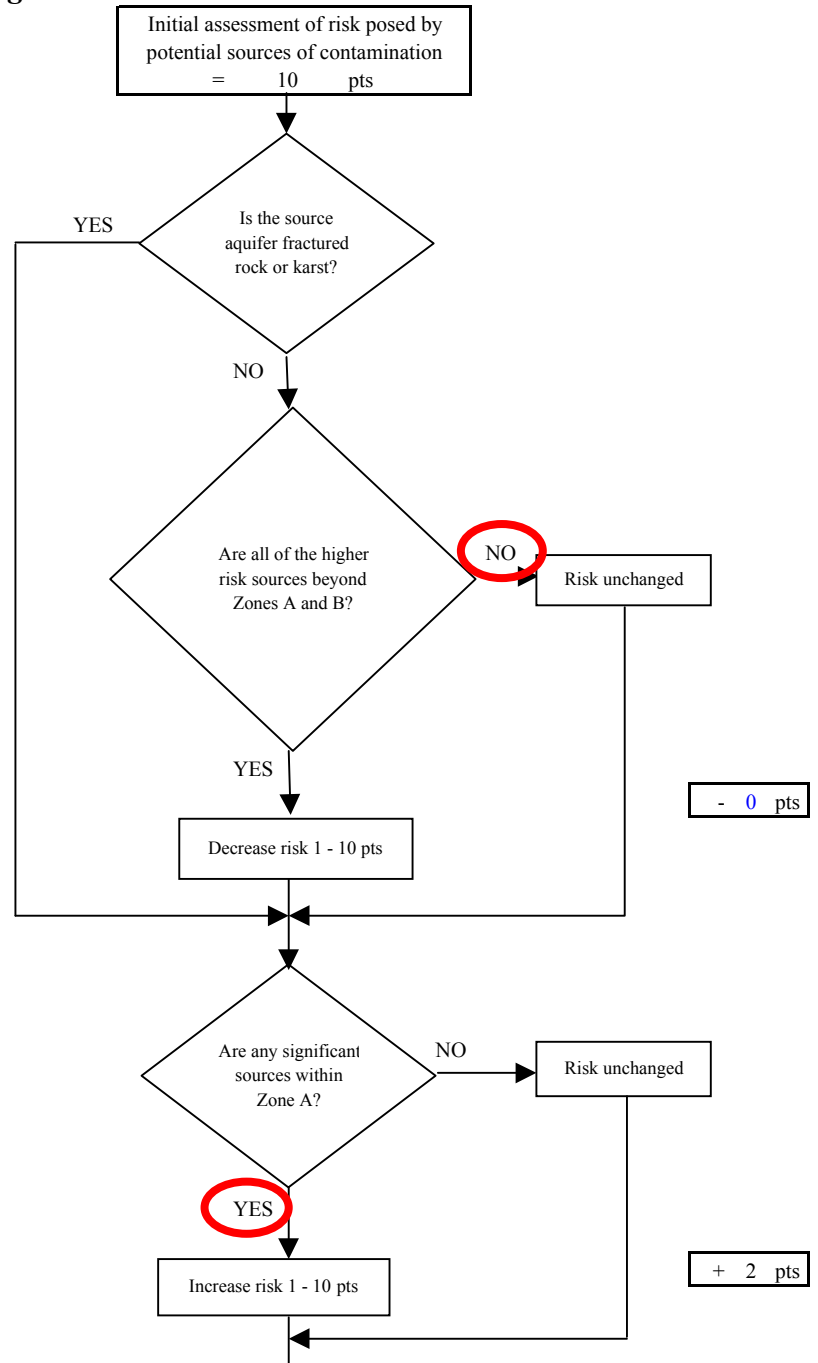 Initial assessment of risk posed by
potential sources of contamination
= 10 pts
YES
Is the source
aquifer fractured
rock or karst?
NO
Are all of the higher
risk sources beyond
Zones A and B?
NO
Risk unchanged
YES
- 0 pts
Decrease risk 1 - 10 pts
Are any significant
sources within
Zone A?
NO
Risk unchanged
YES
+ 2 pts
Increase risk 1 - 10 pts